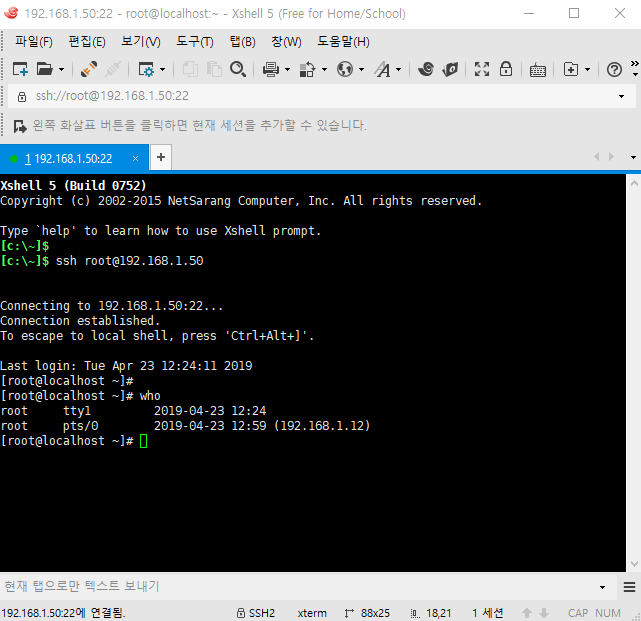 192.168.1.50:22 - root@localhost:~ - Xshell 5 (Free for Home/School)
파일(F) 편집(E) 보기(V) 도구(T) 탭(B) 창(W) 도움말(H)
ssh://root@192.168.1.50:22
왼쪽 화살표 버튼을 클릭하면 현재 세션을 추가할 수 있습니다.
1 192.168.1.50:22
Xshell 5 (Build 0752)
Copyright (c) 2002-2015 NetSarang Computer, Inc. All rights reserved.
Type `help' to learn how to use Xshell prompt.
[c:\~]$
[c:\~]$ ssh root@192.168.1.50
Connecting to 192.168.1.50:22...
Connection established.
To escape to local shell, press 'Ctrl+Alt+]'.
Last login: Tue Apr 23 12:24:11 2019
[root@localhost ~]#
[root@localhost ~]# who
root     tty1         2019-04-23 12:24
root     pts/0        2019-04-23 12:59 (192.168.1.12)
[root@localhost ~]#
현재 탭으로만 텍스트 보내기
192.168.1.50:22에 연결됨. SSH2 xterm 88x25 18,21 1 세션 CAP NUM